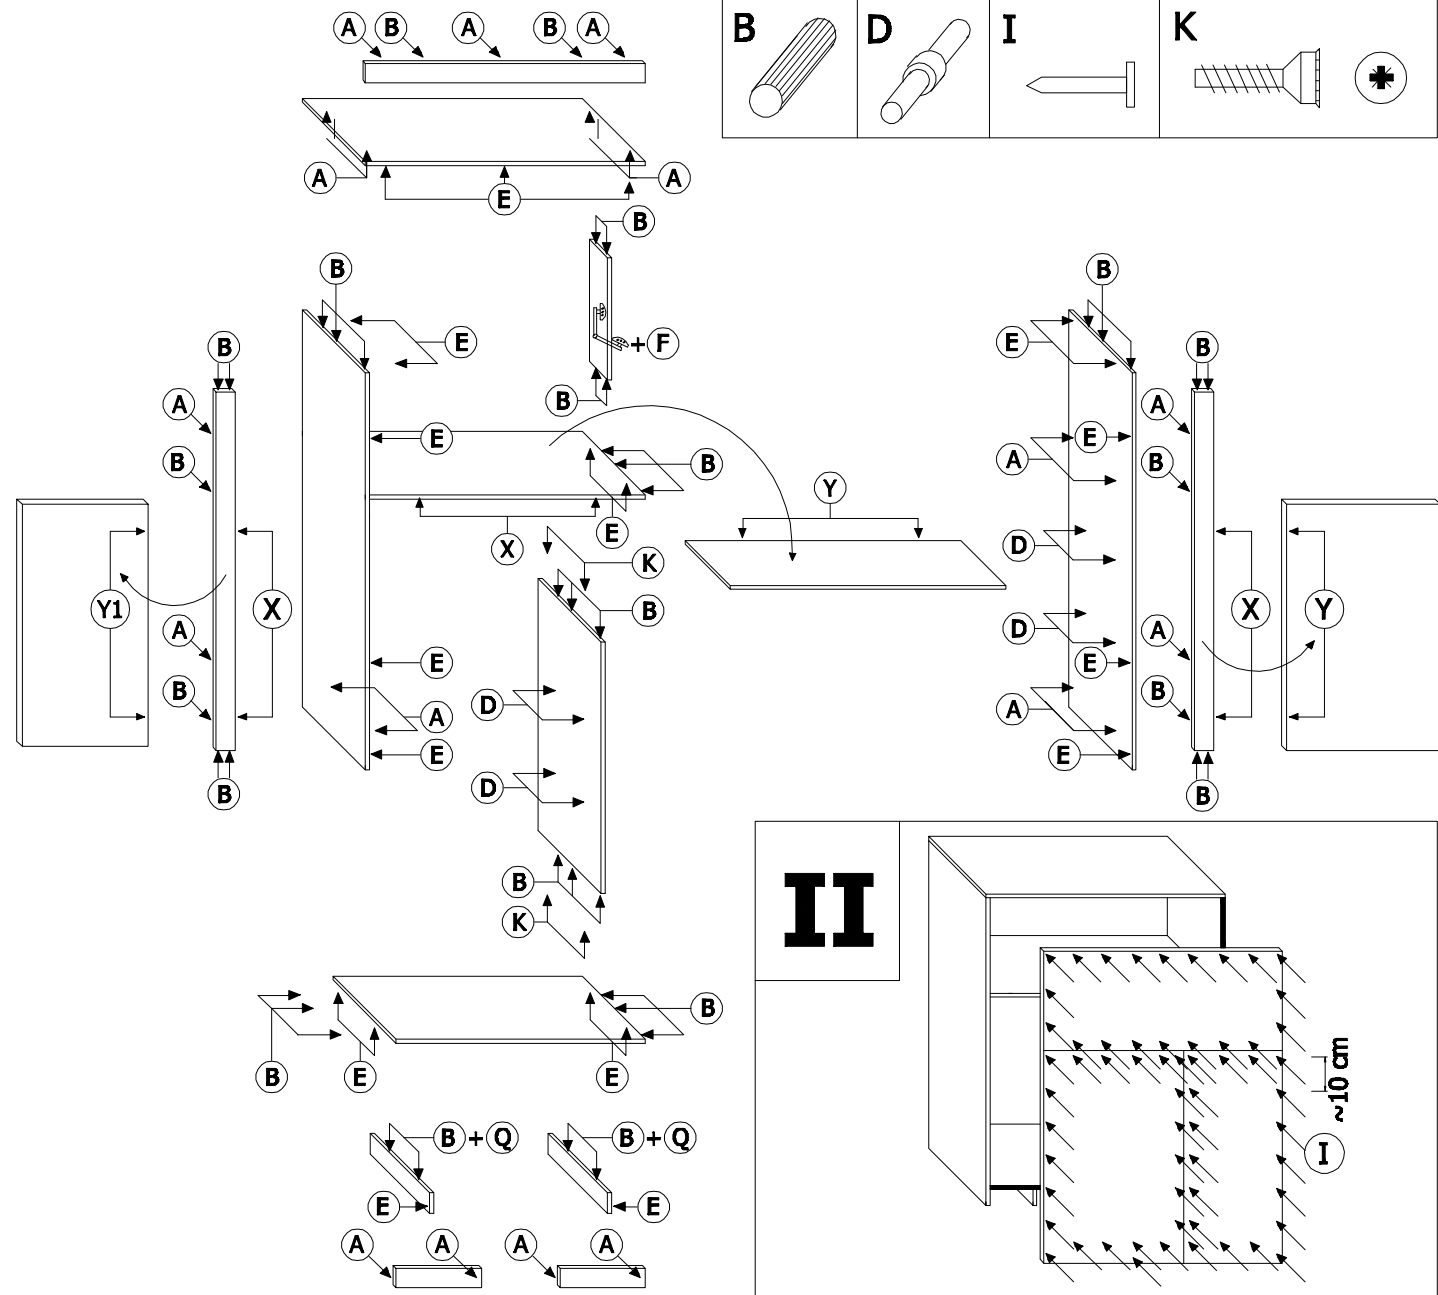 A B A B A
B D I K
A E A
B
B B B
E E
B + F B
A B A
E E A
B B A B
Y
E
X
K
D
Y1 X B D X Y
A A
E E
B D A B A B
E E
D
B B
B
K
II
B
B E E
~10 cm
B + Q B + Q
I
E E
A A A A